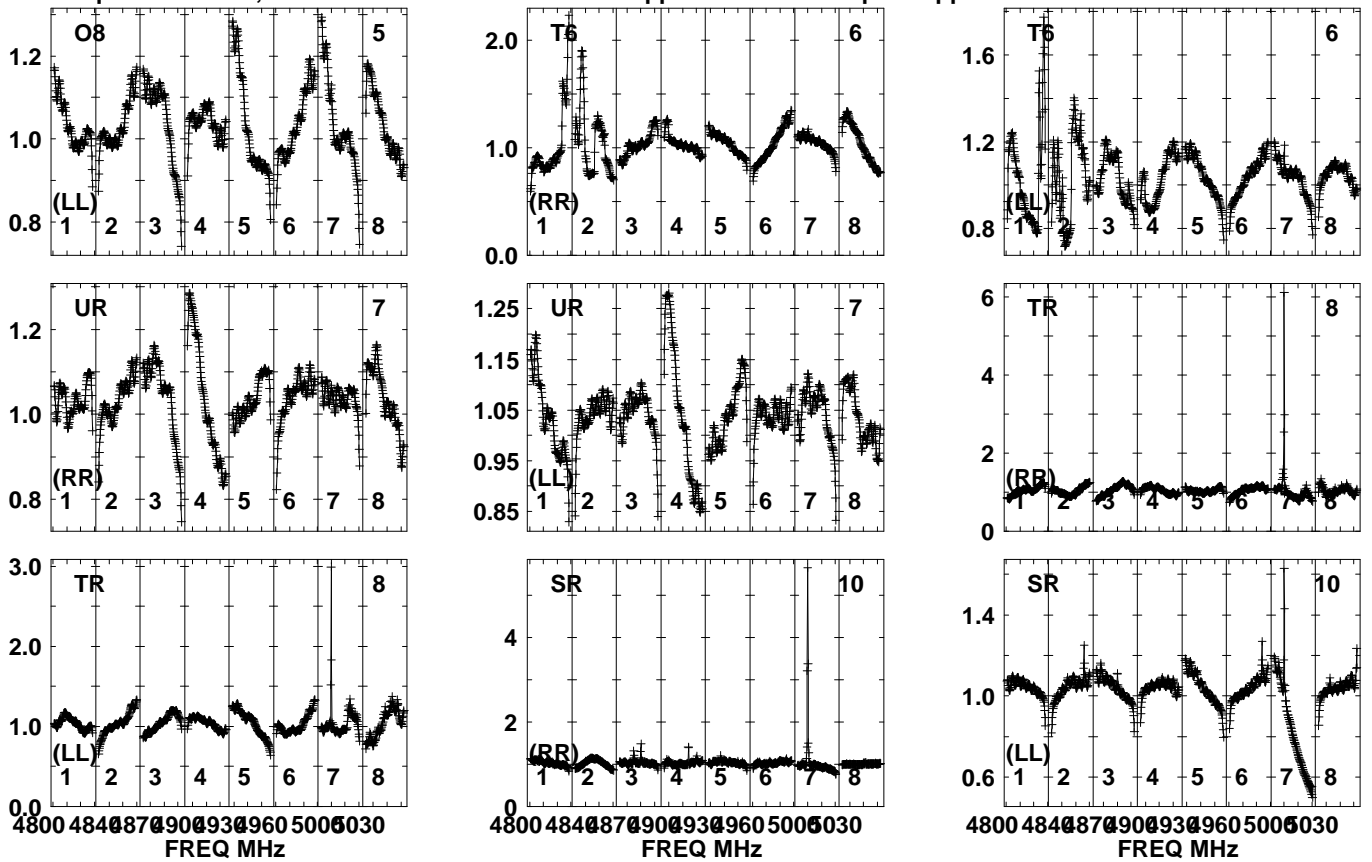 O8 5
1.2
1.0
0.8
(LL)
1 2 3 4 5 6 7 8
T6 6
2.0
1.0
0.0
(RR)
1 2 3 4 5 6 7 8
T6 6
1.6
1.2
0.8
(LL)
1 2 3 4 5 6 7 8
UR 7
1.2
1.0
0.8
(RR)
1 2 3 4 5 6 7 8
UR 7
1.25
1.15
1.05
0.95
0.85
(LL)
1 2 3 4 5 6 7 8
TR 8
6
4
2
0
(RR)
1 2 3 4 5 6 7 8
TR 8
3.0
2.0
1.0
0.0
(LL)
1 2 3 4 5 6 7 8
4800 4840 4870 4900 4930 4960 5000 5030
FREQ MHz
SR 10
4
2
0
(RR)
1 2 3 4 5 6 7 8
4800 4840 4870 4900 4930 4960 5000 5030
FREQ MHz
SR 10
1.4
1.0
0.6
(LL)
1 2 3 4 5 6 7 8
4800 4840 4870 4900 4930 4960 5000 5030
FREQ MHz